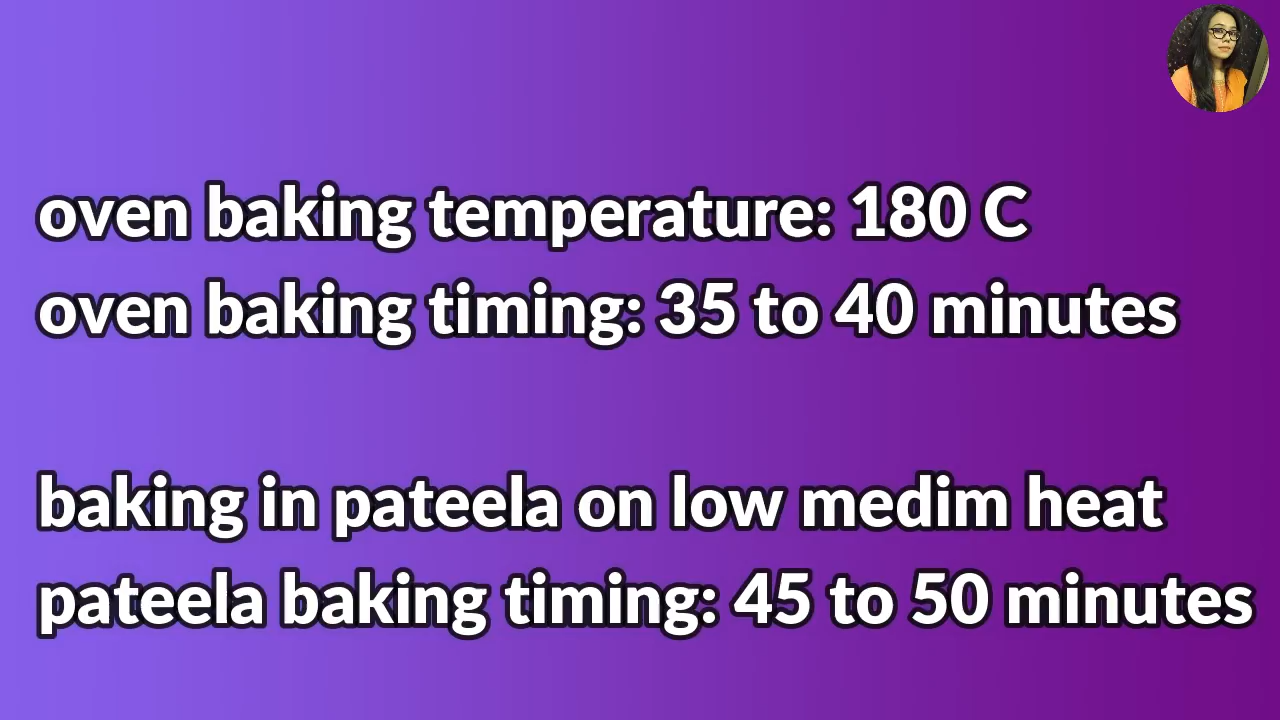 oven baking temperature: 180 C
oven baking timing: 35 to 40 minutes
baking in pateela on low medim heat
pateela baking timing: 45 to 50 minutes